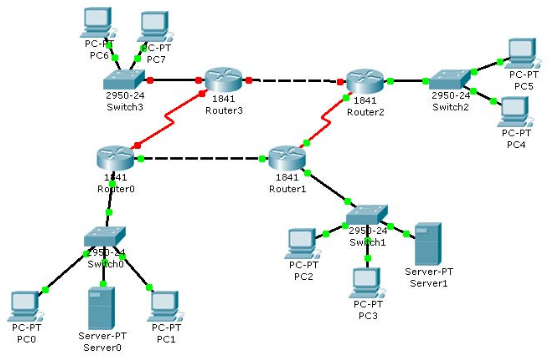 PC-PT
PC6
PC-PT
PC7
2950-24
Switch3
1841
Router3
1841
Router2
2950-24
Switch2
PC-PT
PC5
PC-PT
PC4
1841
Router0
1841
Router1
2950-24
Switch0
2950-24
Switch1
PC-PT
PC2
PC-PT
PC3
Server-PT
Server1
PC-PT
PC0
Server-PT
Server0
PC-PT
PC1